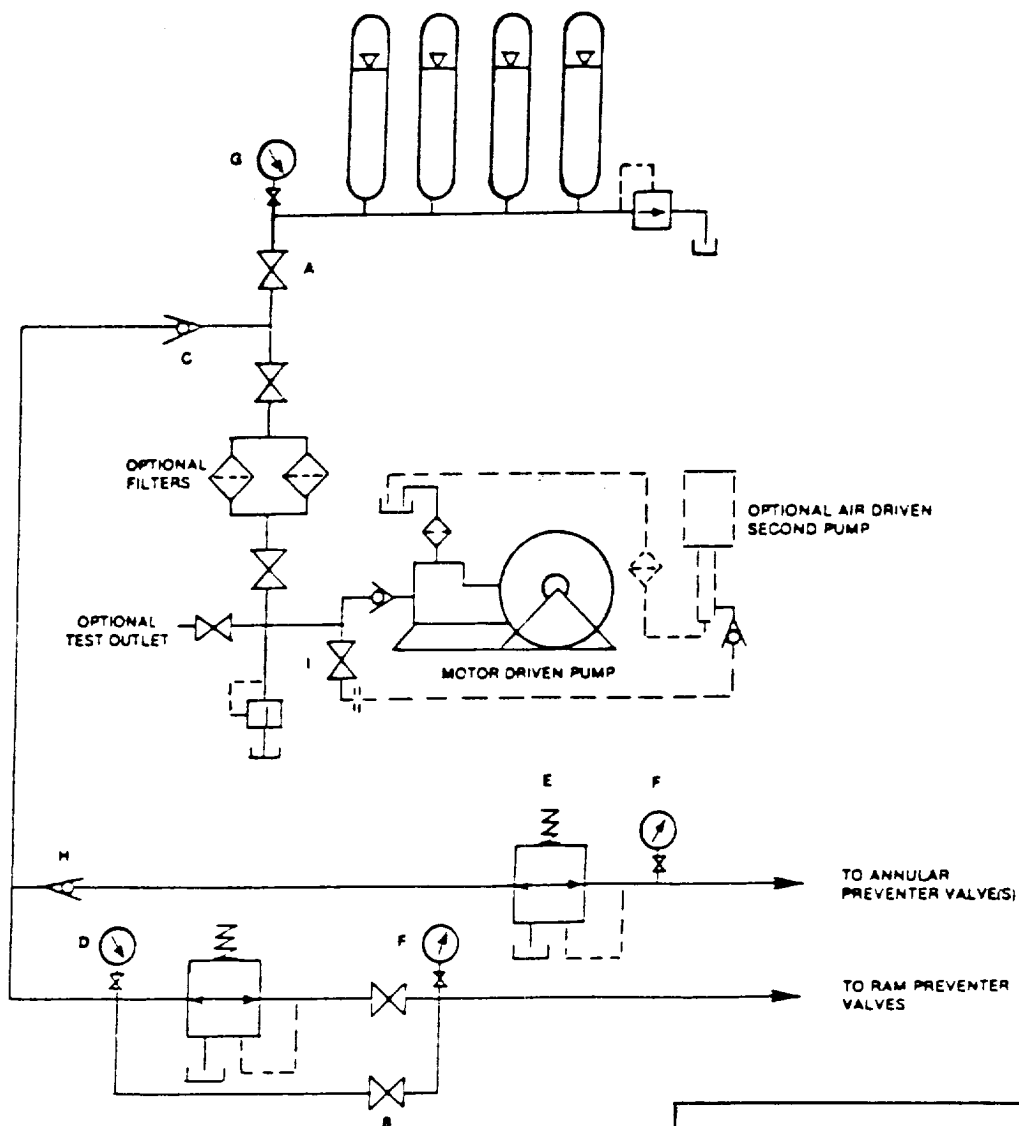 G
A
C
OPTIONAL
FILTERS
OPTIONAL AIR DRIVEN
SECOND PUMP
OPTIONAL
TEST OUTLET
I
MOTOR DRIVEN PUMP
E
F
H
TO ANNULAR
PREVENTER VALVE(S)
D
F
TO RAM PREVENTER
VALVES
B